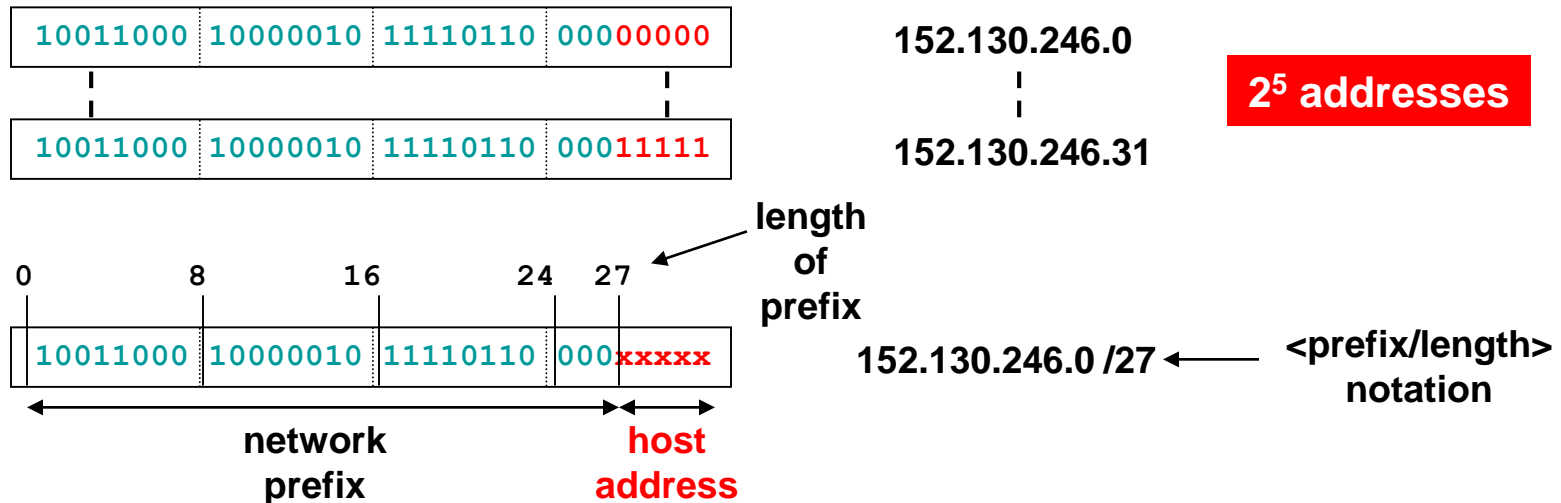 10011000 10000010 11110110 00000000
152.130.246.0
2⁵ addresses
10011000 10000010 11110110 00011111
152.130.246.31
length
of
prefix
0 8 16 24 27
10011000 10000010 11110110 000xxxxx
152.130.246.0 /27
<prefix/length>
notation
network
prefix
host
address